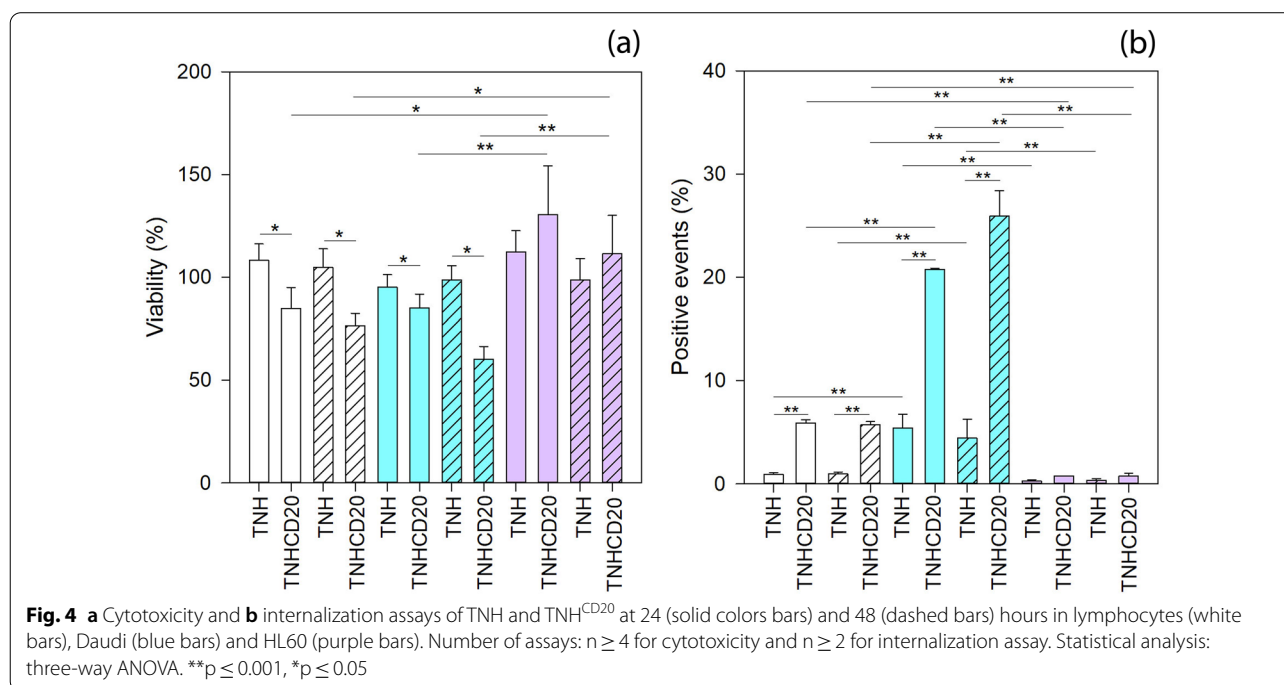 (a)
200
150
100
50
0
Viability (%)
*
*
*
**
**
*
*
*
*
TNH
TNHCD20
TNH
TNHCD20
TNH
TNHCD20
TNH
TNHCD20
TNH
TNHCD20
TNH
TNHCD20
(b)
40
30
20
10
0
Positive events (%)
**
**
**
**
**
**
**
**
**
**
**
**
**
**
TNH
TNHCD20
TNH
TNHCD20
TNH
TNHCD20
TNH
TNHCD20
TNH
TNHCD20
TNH
TNHCD20
Fig. 4 a Cytotoxicity and b internalization assays of TNH and TNH^CD20 at 24 (solid colors bars) and 48 (dashed bars) hours in lymphocytes (white
bars), Daudi (blue bars) and HL60 (purple bars). Number of assays: n ≥ 4 for cytotoxicity and n ≥ 2 for internalization assay. Statistical analysis:
three-way ANOVA. **p ≤ 0.001, *p ≤ 0.05